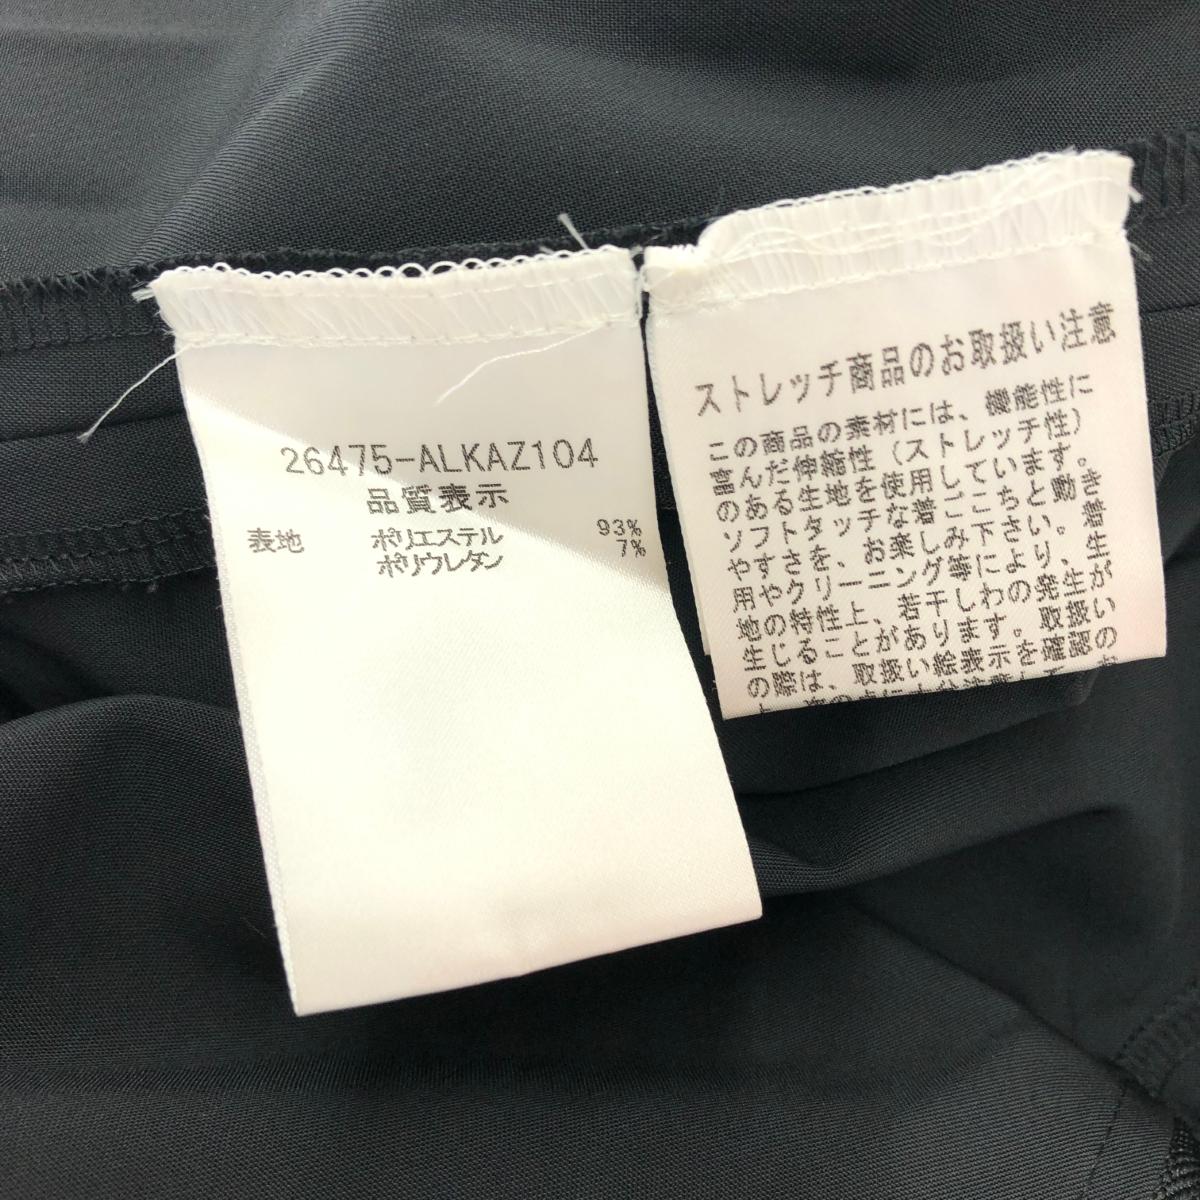 26475-ALKAZ104
品質表示
表地 ポリエステル 93%
ポリウレタン 7%
ストレッチ商品のお取扱い注意
この商品の素材には、機能性に
富んだ伸縮性(ストレッチ性)
のある生地を使用しています。
ソフトタッチな着ごこちと動き
やすさを、お楽しみ下さい。着
用やクリーニング等により、生
地の特性上、若干しわの発生が
生じることがあります。取扱い
の際は、取扱い絵表示を確認の